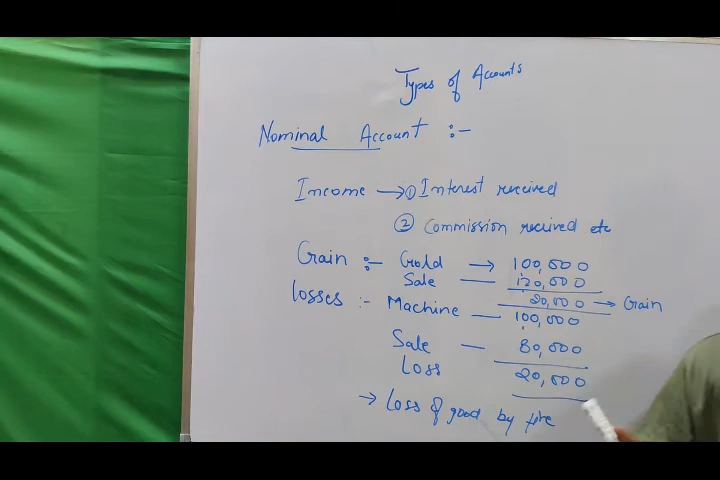 Types of Accounts
Nominal Account :-
Income → ① Interest received
② Commission received etc
Gain :- Gold → 100,000
Sale — 120,000
20,000 → Gain
Losses :- Machine — 100,000
Sale — 80,000
Loss 20,000
→ Loss of good by fire